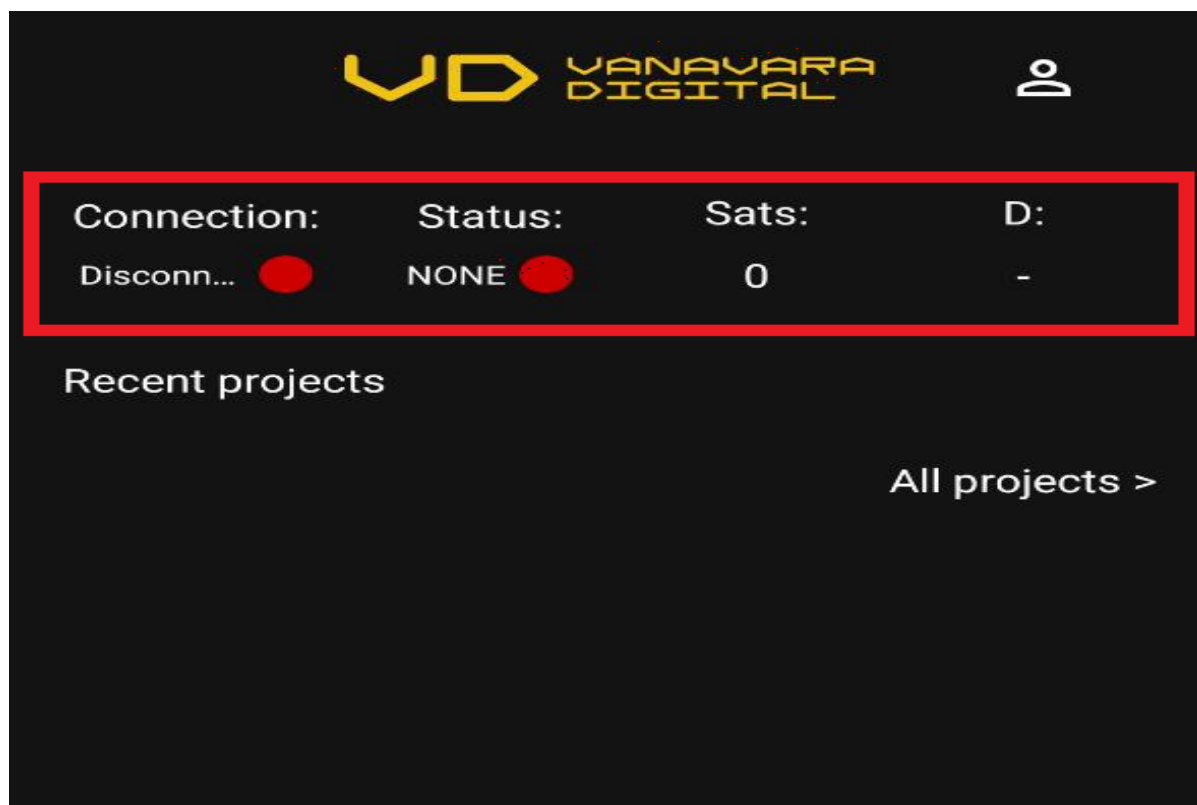 VD VANAVARA
DIGITAL
Connection: Status: Sats: D:
Disconn... NONE 0 -
Recent projects
All projects >